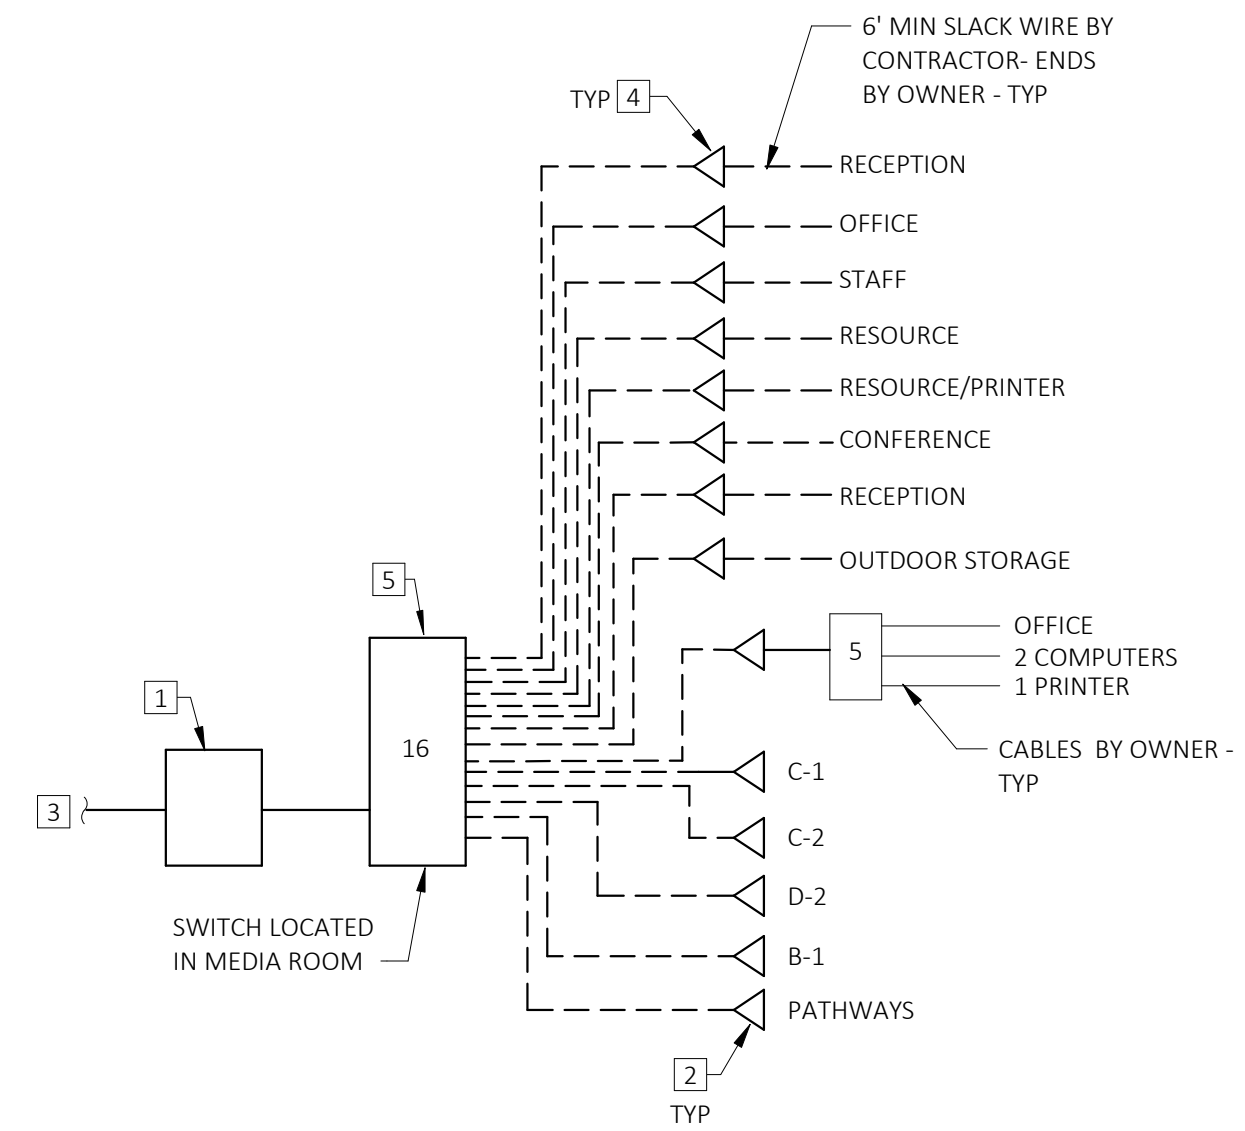 6' MIN SLACK WIRE BY
CONTRACTOR- ENDS
BY OWNER - TYP
TYP 4
RECEPTION
OFFICE
STAFF
RESOURCE
RESOURCE/PRINTER
CONFERENCE
RECEPTION
OUTDOOR STORAGE
5
OFFICE
5
2 COMPUTERS
1 PRINTER
1
16
CABLES BY OWNER -
TYP
C-1
3
C-2
D-2
SWITCH LOCATED
IN MEDIA ROOM
B-1
PATHWAYS
2
TYP